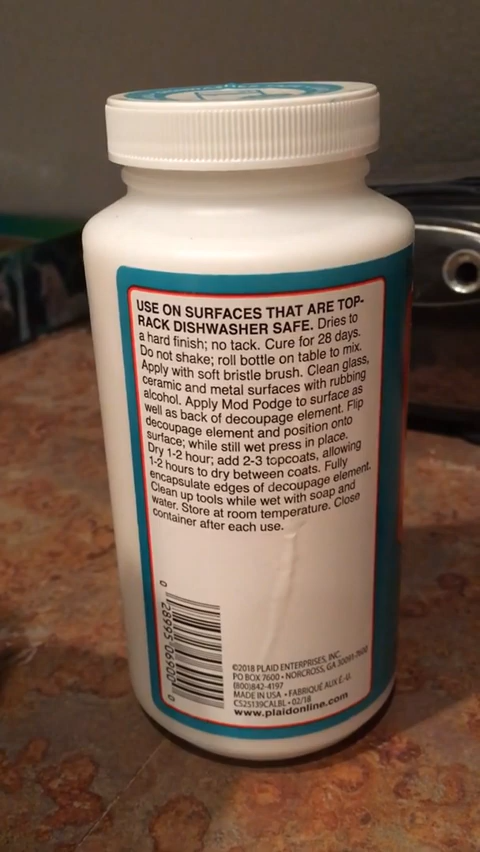 USE ON SURFACES THAT ARE TOP-
RACK DISHWASHER SAFE. Dries to
a hard finish; no tack. Cure for 28 days.
Do not shake; roll bottle on table to mix.
Apply with soft bristle brush. Clean glass,
ceramic and metal surfaces with rubbing
alcohol. Apply Mod Podge to surface as
well as back of decoupage element. Flip
decoupage element and position onto
surface; while still wet press in place.
Dry 1-2 hour; add 2-3 topcoats, allowing
1-2 hours to dry between coats. Fully
encapsulate edges of decoupage element.
Clean up tools while wet with soap and
water. Store at room temperature. Close
container after each use.
0 28995 06900 0
©2018 PLAID ENTERPRISES, INC.
PO BOX 7600 • NORCROSS, GA 30091-7600
(800)842-4197
MADE IN USA • FABRIQUÉ AUX É.-U.
CS25139CALBL • 02/18
www.plaidonline.com